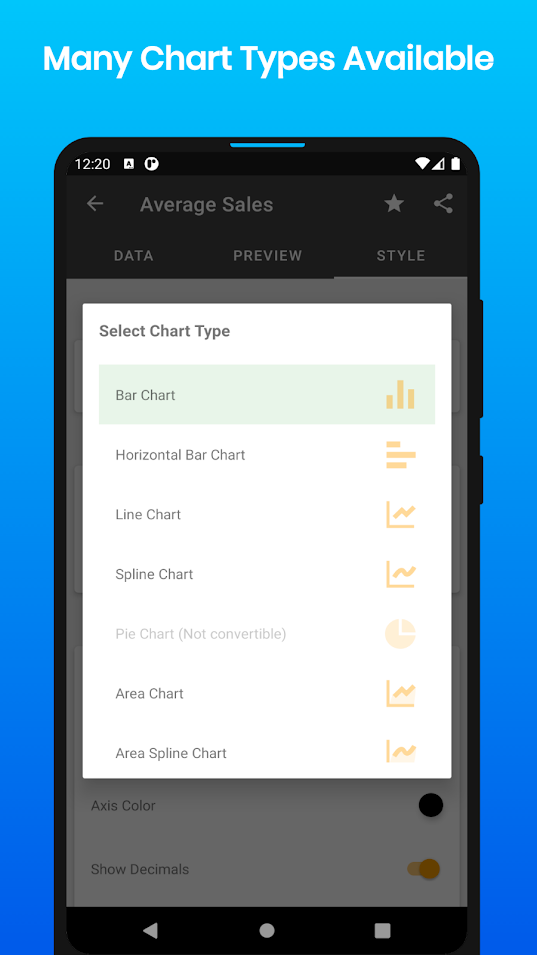 Many Chart Types Available
12:20
Average Sales
DATA PREVIEW STYLE
Select Chart Type
Bar Chart
Horizontal Bar Chart
Line Chart
Spline Chart
Pie Chart (Not convertible)
Area Chart
Area Spline Chart
Axis Color
Show Decimals